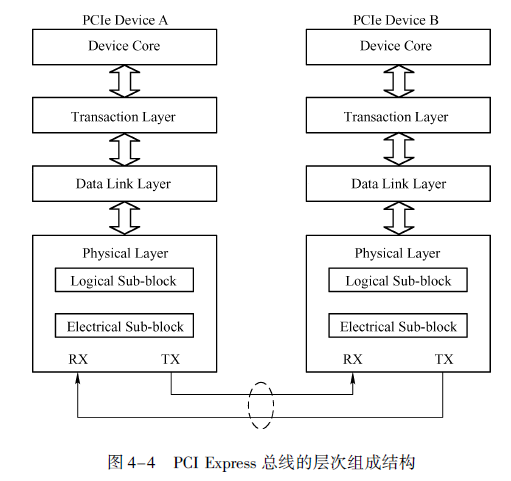 PCIe Device A
PCIe Device B
Device Core
Device Core
Transaction Layer
Transaction Layer
Data Link Layer
Data Link Layer
Physical Layer
Physical Layer
Logical Sub-block
Logical Sub-block
Electrical Sub-block
Electrical Sub-block
RX
TX
RX
TX
图 4-4 PCI Express 总线的层次组成结构